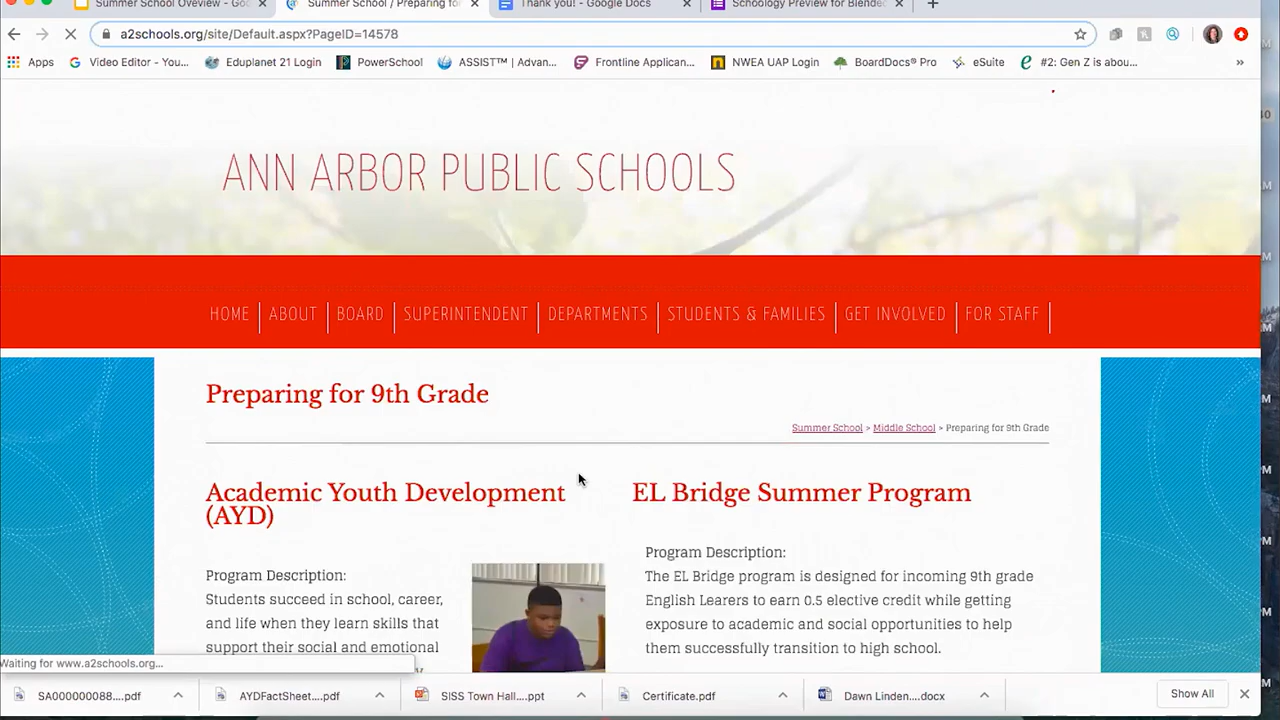 Summer School Oveview - Goo
Summer School / Preparing fo
Thank you! - Google Docs
Schoology Preview for Blende
a2schools.org/site/Default.aspx?PageID=14578
Apps
Video Editor - You...
Eduplanet 21 Login
PowerSchool
ASSIST™ | Advan...
Frontline Applican...
NWEA UAP Login
BoardDocs® Pro
eSuite
#2: Gen Z is abou...
ANN ARBOR PUBLIC SCHOOLS
HOME
ABOUT
BOARD
SUPERINTENDENT
DEPARTMENTS
STUDENTS & FAMILIES
GET INVOLVED
FOR STAFF
Preparing for 9th Grade
Summer School > Middle School > Preparing for 9th Grade
Academic Youth Development
(AYD)
Program Description:
Students succeed in school, career,
and life when they learn skills that
support their social and emotional
EL Bridge Summer Program
Program Description:
The EL Bridge program is designed for incoming 9th grade
English Learers to earn 0.5 elective credit while getting
exposure to academic and social opportunities to help
them successfully transition to high school.
Waiting for www.a2schools.org...
SA000000088....pdf
AYDFactSheet....pdf
SISS Town Hall....ppt
Certificate.pdf
Dawn Linden....docx
Show All